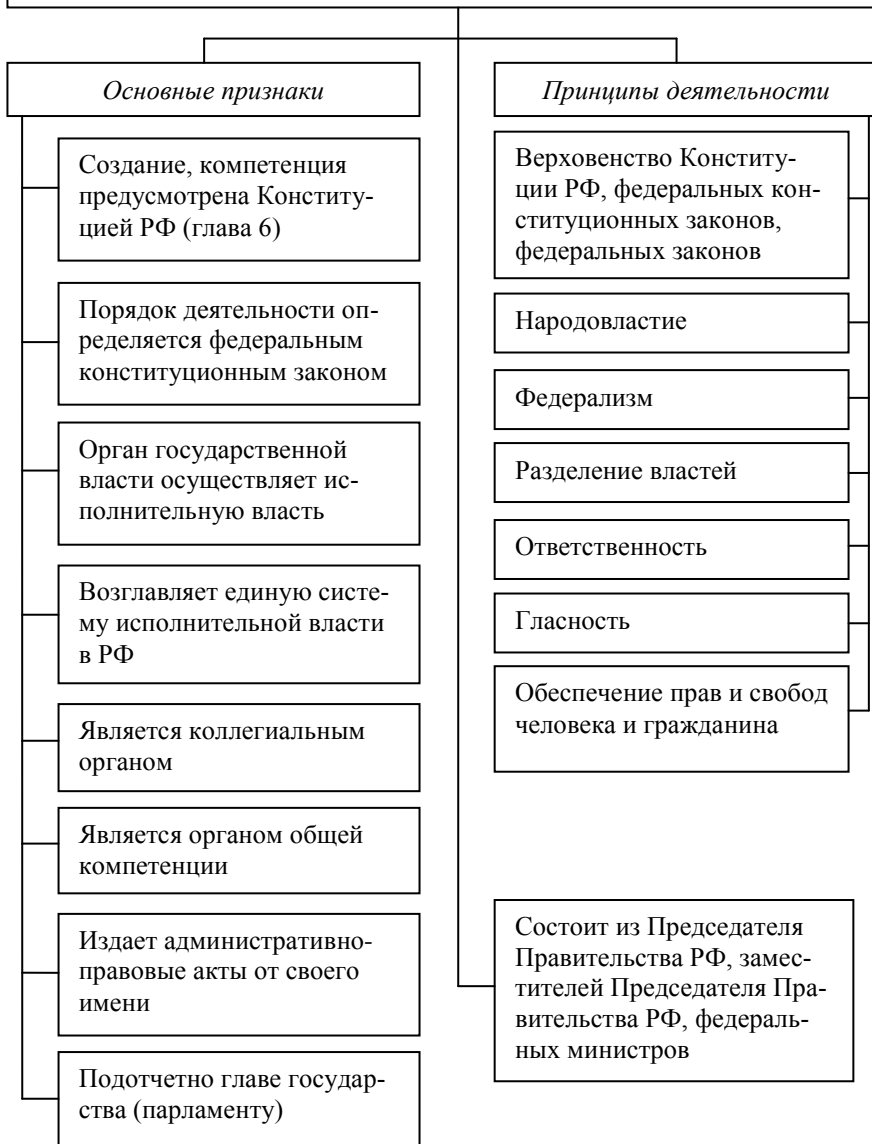 Основные признаки
Создание, компетенция
предусмотрена Конститу-
цией РФ (глава 6)
Порядок деятельности оп-
ределяется федеральным
конституционным законом
Орган государственной
власти осуществляет ис-
полнительную власть
Возглавляет единую систе-
му исполнительной власти
в РФ
Является коллегиальным
органом
Является органом общей
компетенции
Издает административно-
правовые акты от своего
имени
Подотчетно главе государ-
ства (парламенту)
Принципы деятельности
Верховенство Конститу-
ции РФ, федеральных кон-
ституционных законов,
федеральных законов
Народовластие
Федерализм
Разделение властей
Ответственность
Гласность
Обеспечение прав и свобод
человека и гражданина
Состоит из Председателя
Правительства РФ, замес-
тителей Председателя Пра-
вительства РФ, федераль-
ных министров